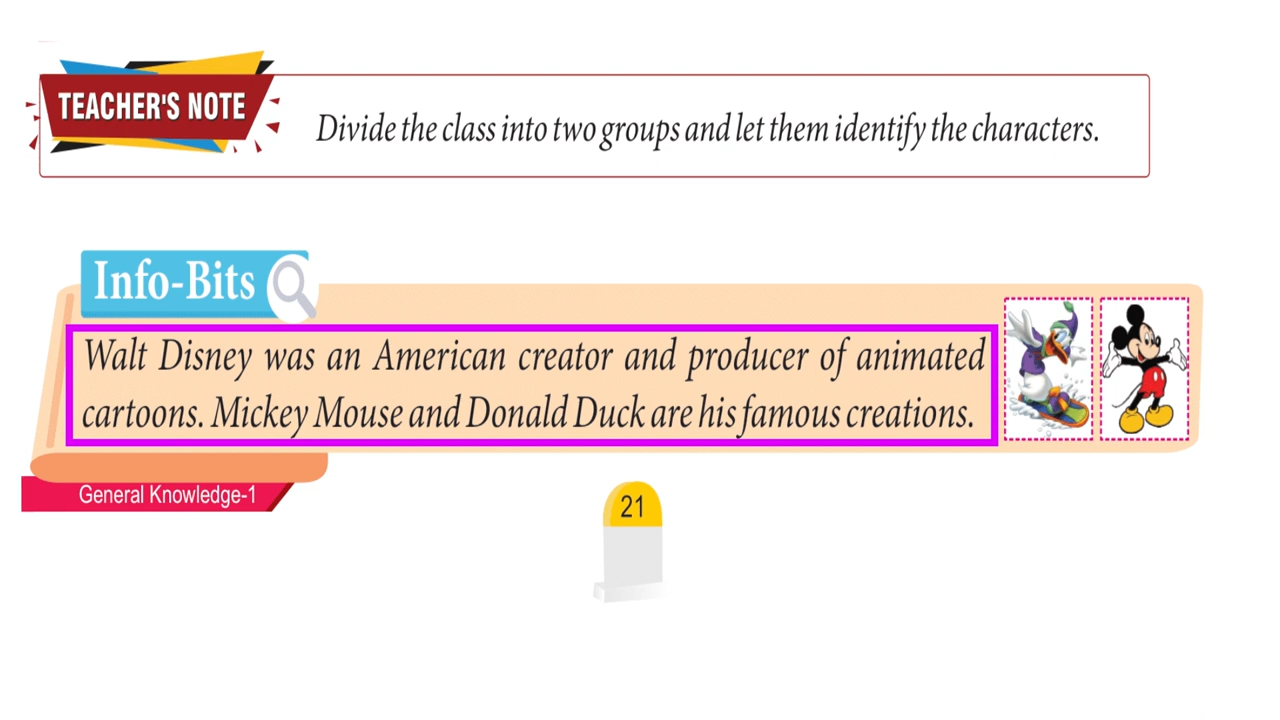 TEACHER'S NOTE
Divide the class into two groups and let them identify the characters.
Info-Bits
Walt Disney was an American creator and producer of animated
cartoons. Mickey Mouse and Donald Duck are his famous creations.
General Knowledge-1
21